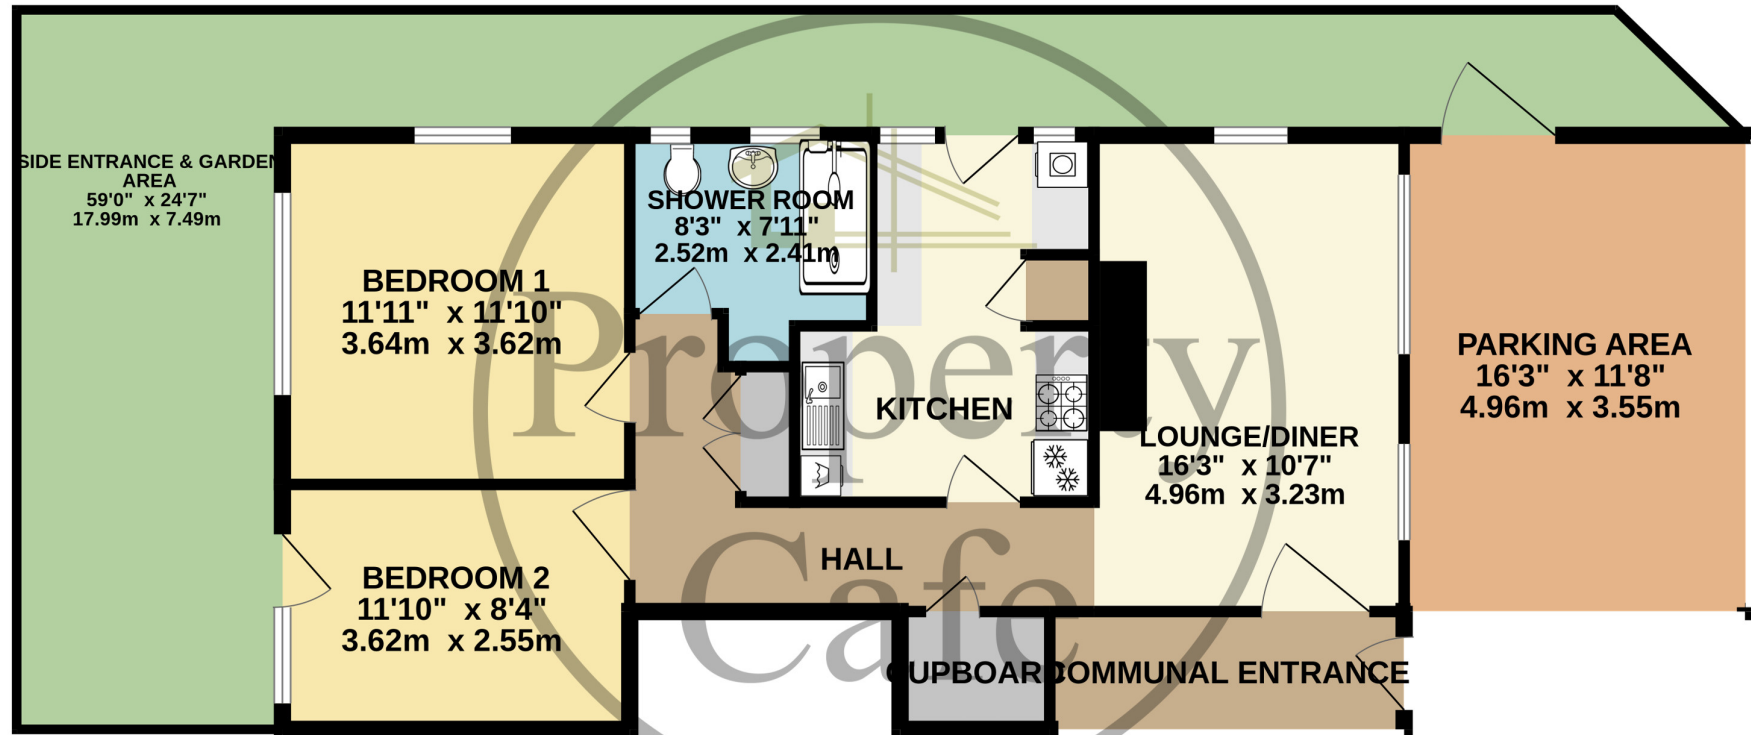 SIDE ENTRANCE & GARDEN
AREA
59'0" x 24'7"
17.99m x 7.49m
BEDROOM 1
11'11" x 11'10"
3.64m x 3.62m
SHOWER ROOM
8'3" x 7'11"
2.52m x 2.41m
KITCHEN
LOUNGE/DINER
16'3" x 10'7"
4.96m x 3.23m
PARKING AREA
16'3" x 11'8"
4.96m x 3.55m
HALL
BEDROOM 2
11'10" x 8'4"
3.62m x 2.55m
CUPBOARD
COMMUNAL ENTRANCE
Property
Cafe